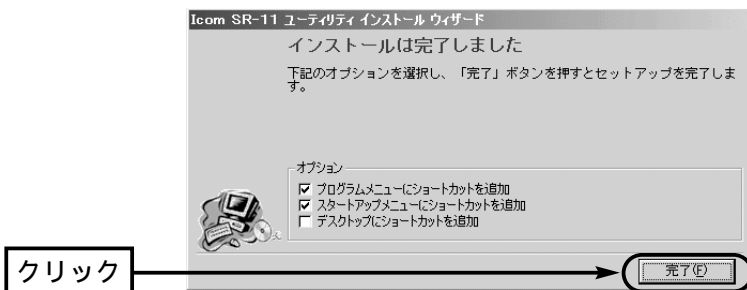 Icom SR-11 ユーティリティ インストール ウィザード
インストールは完了しました
下記のオプションを選択し、「完了」ボタンを押すとセットアップを完了しま
す。
オプション
プログラムメニューにショートカットを追加
スタートアップメニューにショートカットを追加
デスクトップにショートカットを追加
クリック
完了(F)